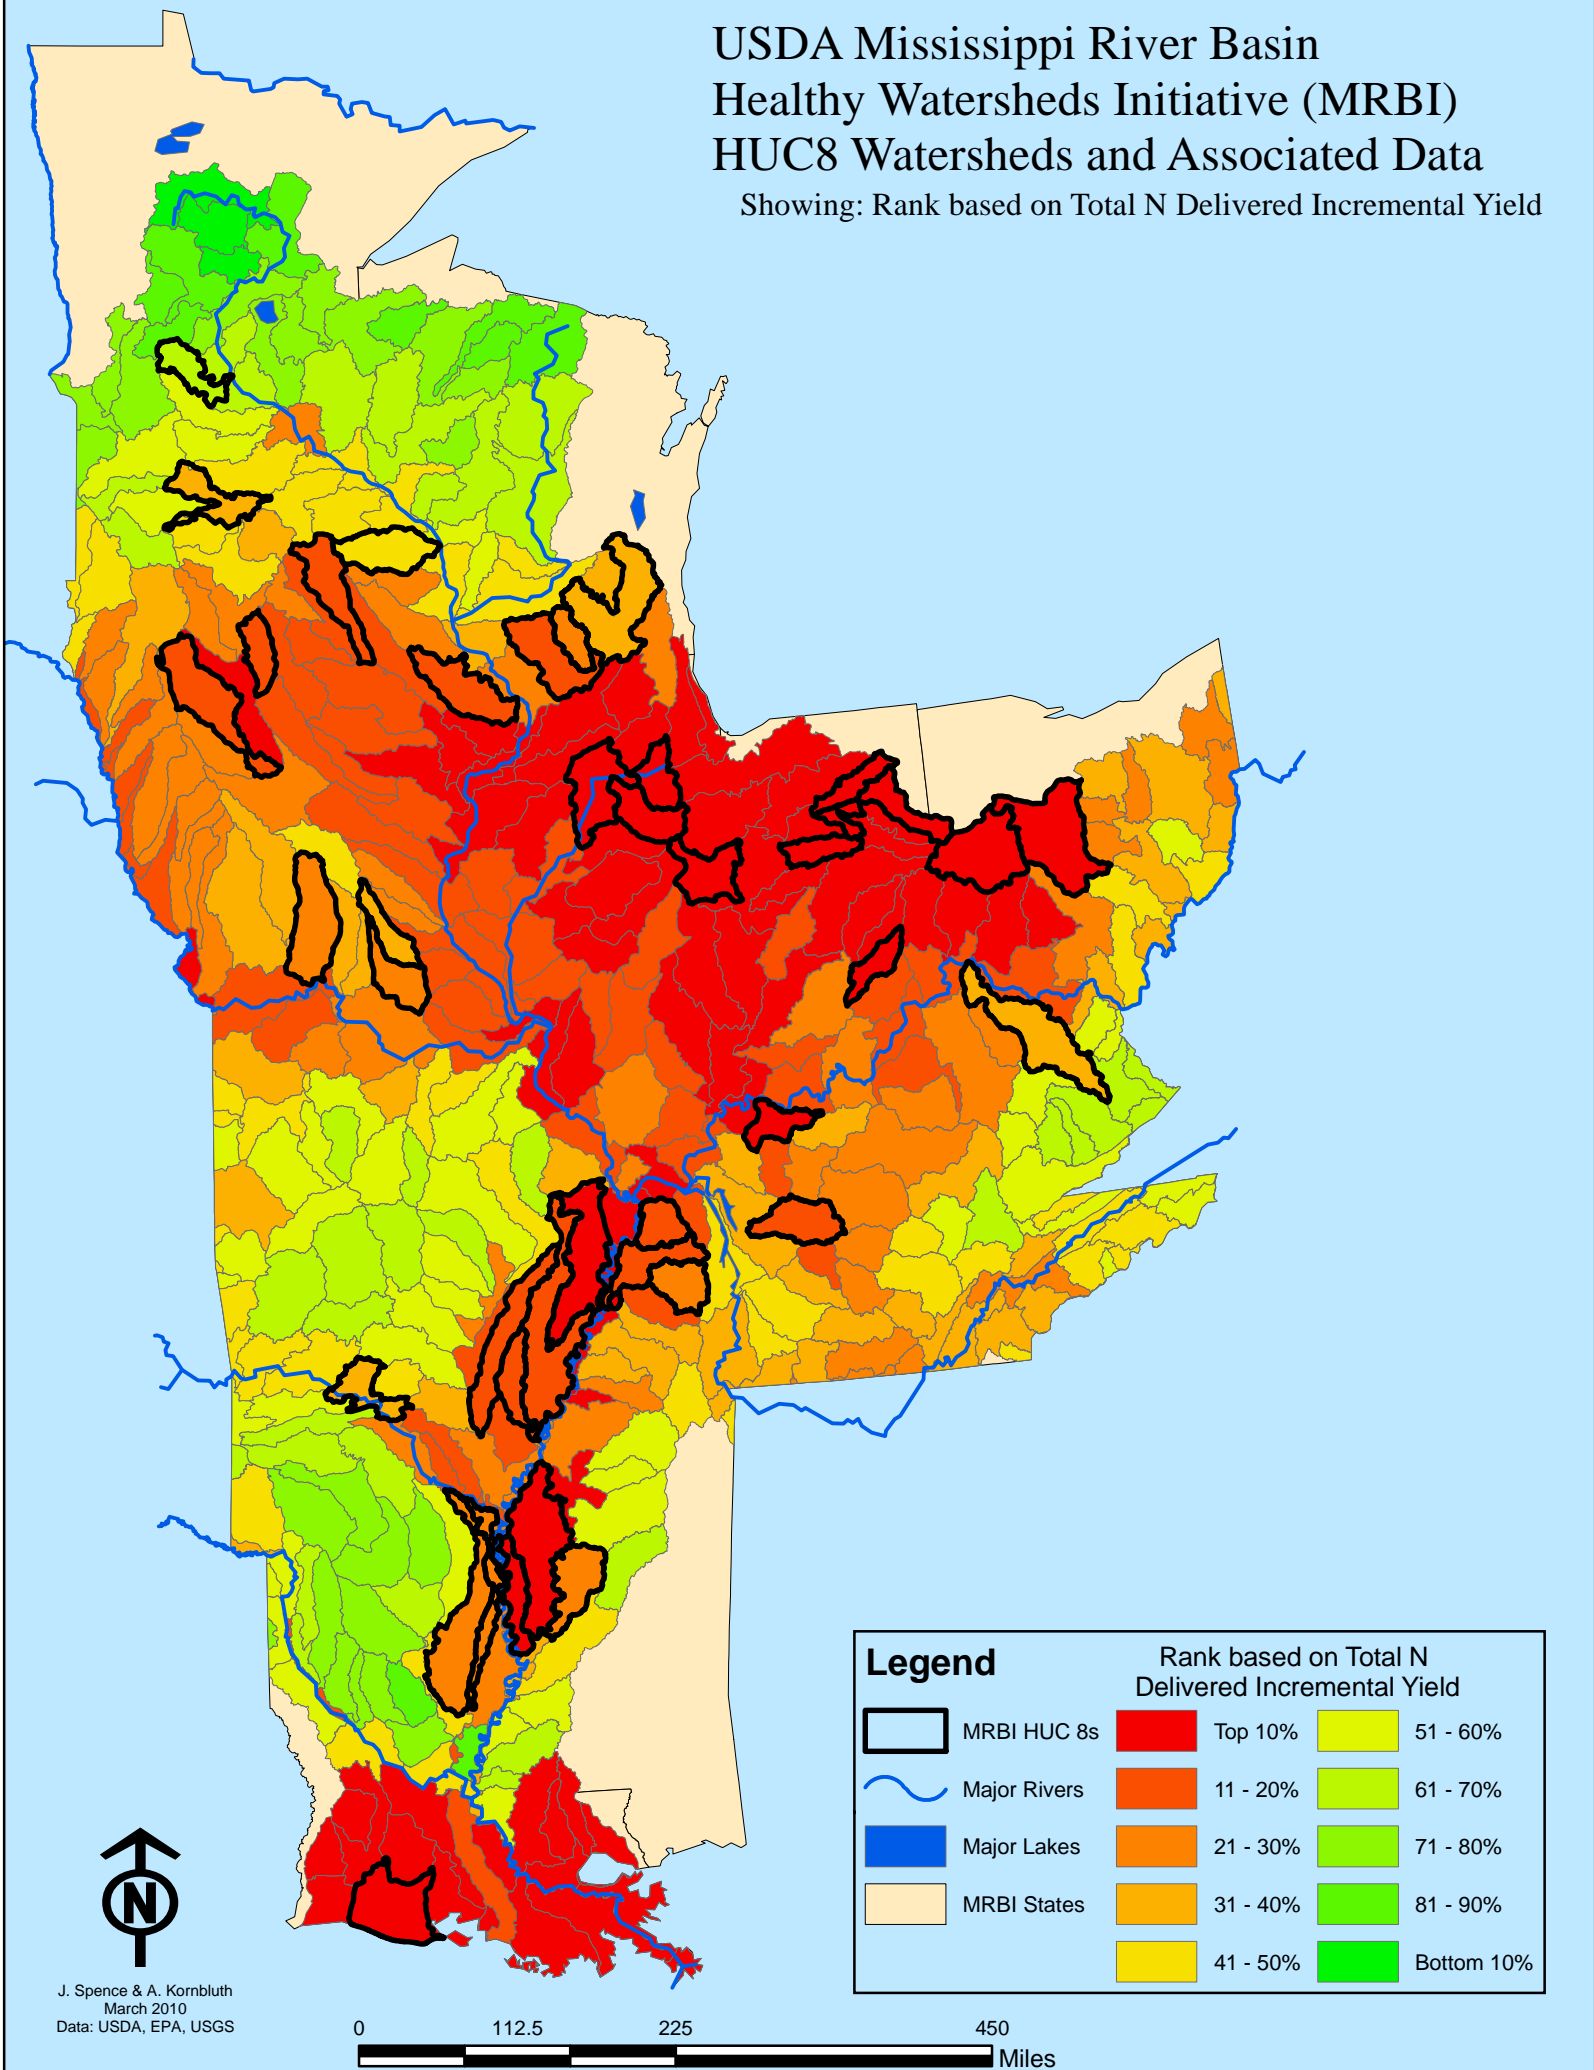 USDA Mississippi River Basin
Healthy Watersheds Initiative (MRBI)
HUC8 Watersheds and Associated Data
Showing: Rank based on Total N Delivered Incremental Yield
Legend
Rank based on Total N
Delivered Incremental Yield
MRBI HUC 8s
Top 10%
51 - 60%
Major Rivers
11 - 20%
61 - 70%
Major Lakes
21 - 30%
71 - 80%
MRBI States
31 - 40%
81 - 90%
41 - 50%
Bottom 10%
N
J. Spence & A. Kornbluth
March 2010
Data: USDA, EPA, USGS
0 112.5 225 450
Miles